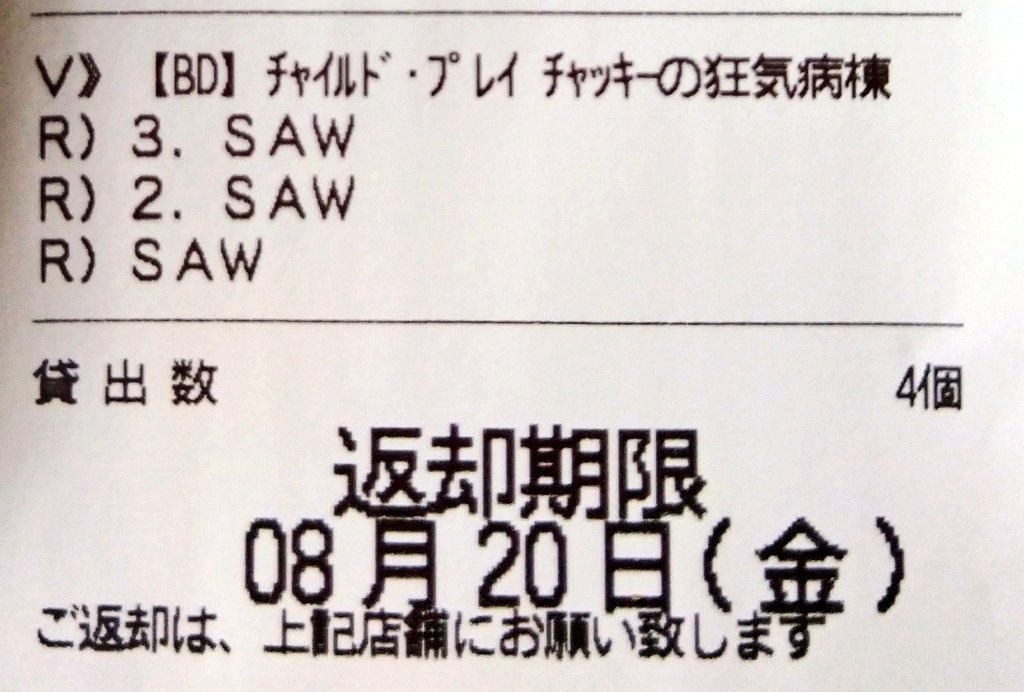 V》 【BD】 ﾁｬｲﾙﾄﾞ・ﾌﾟﾚｲ ﾁｬｯｷｰの狂気病棟
R) 3. SAW
R) 2. SAW
R) SAW
貸出数 4個
返却期限
08月20日(金)
ご返却は、上記店舗にお願い致します